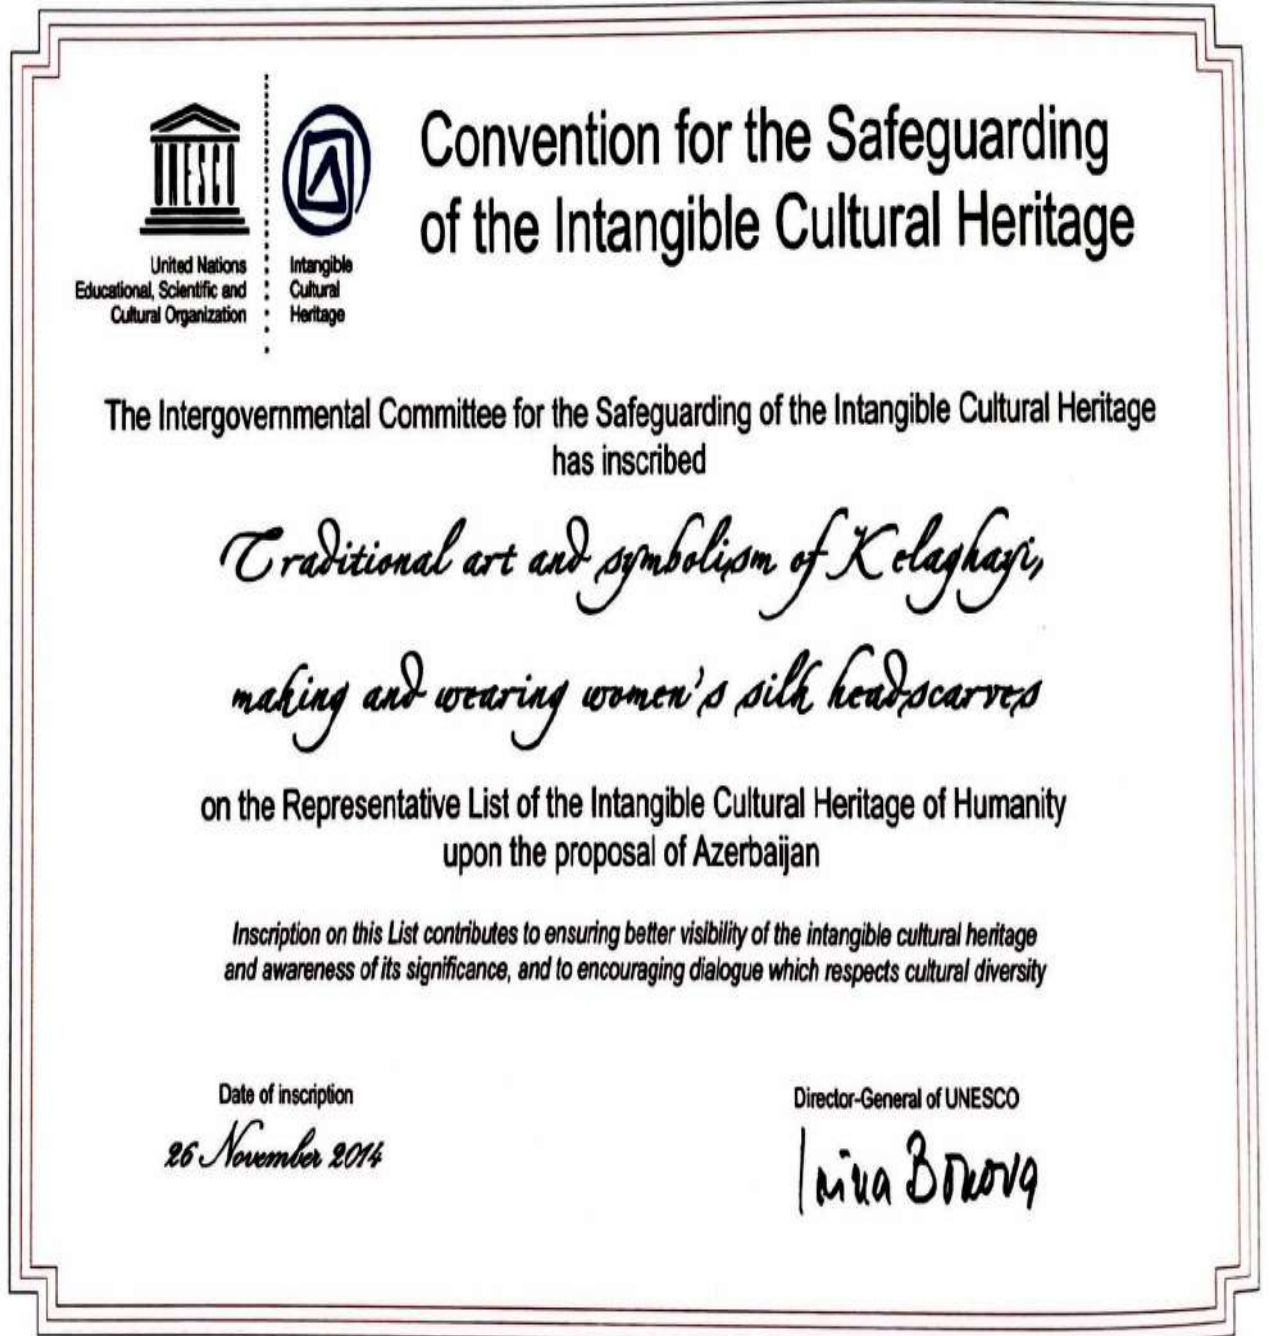 Convention for the Safeguarding
of the Intangible Cultural Heritage
UNESCO
United Nations
Educational, Scientific and
Cultural Organization
Intangible
Cultural
Heritage
The Intergovernmental Committee for the Safeguarding of the Intangible Cultural Heritage
has inscribed
Traditional art and symbolism of Kelaghayi,
making and wearing women's silk headscarves
on the Representative List of the Intangible Cultural Heritage of Humanity
upon the proposal of Azerbaijan
Inscription on this List contributes to ensuring better visibility of the intangible cultural heritage
and awareness of its significance, and to encouraging dialogue which respects cultural diversity
Date of inscription
26 November 2014
Director-General of UNESCO
Irina Bokova